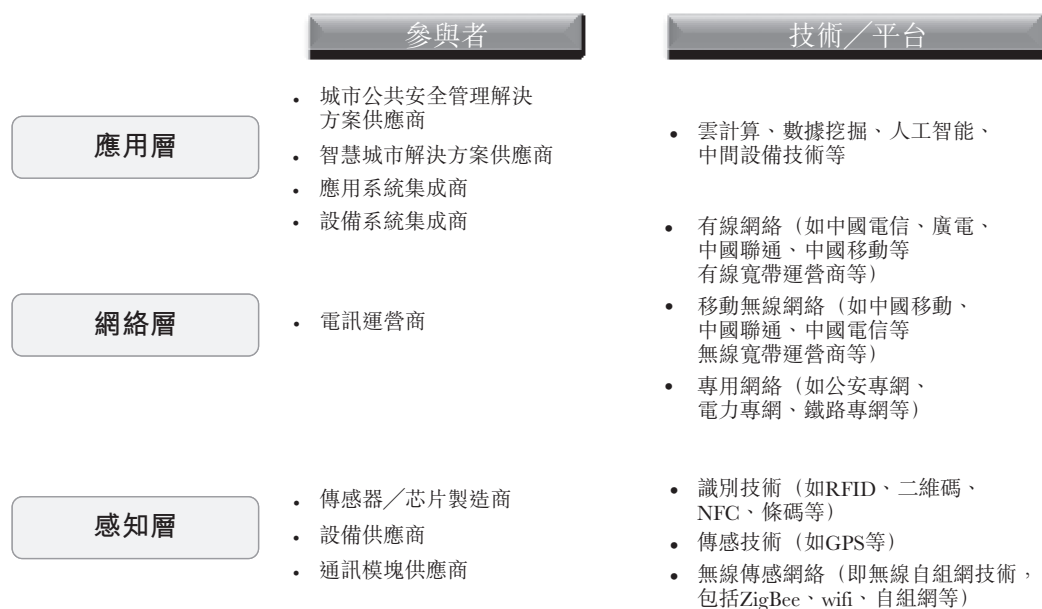 參與者
技術／平台
應用層
• 城市公共安全管理解決
方案供應商
• 智慧城市解決方案供應商
• 應用系統集成商
• 設備系統集成商
• 雲計算、數據挖掘、人工智能、
中間設備技術等
網絡層
• 電訊運營商
• 有線網絡（如中國電信、廣電、
中國聯通、中國移動等
有線寬帶運營商等）
• 移動無線網絡（如中國移動、
中國聯通、中國電信等
無線寬帶運營商等）
• 專用網絡（如公安專網、
電力專網、鐵路專網等）
感知層
• 傳感器／芯片製造商
• 設備供應商
• 通訊模塊供應商
• 識別技術（如RFID、二維碼、
NFC、條碼等）
• 傳感技術（如GPS等）
• 無線傳感網絡（即無線自組網技術，
包括ZigBee、wifi、自組網等）